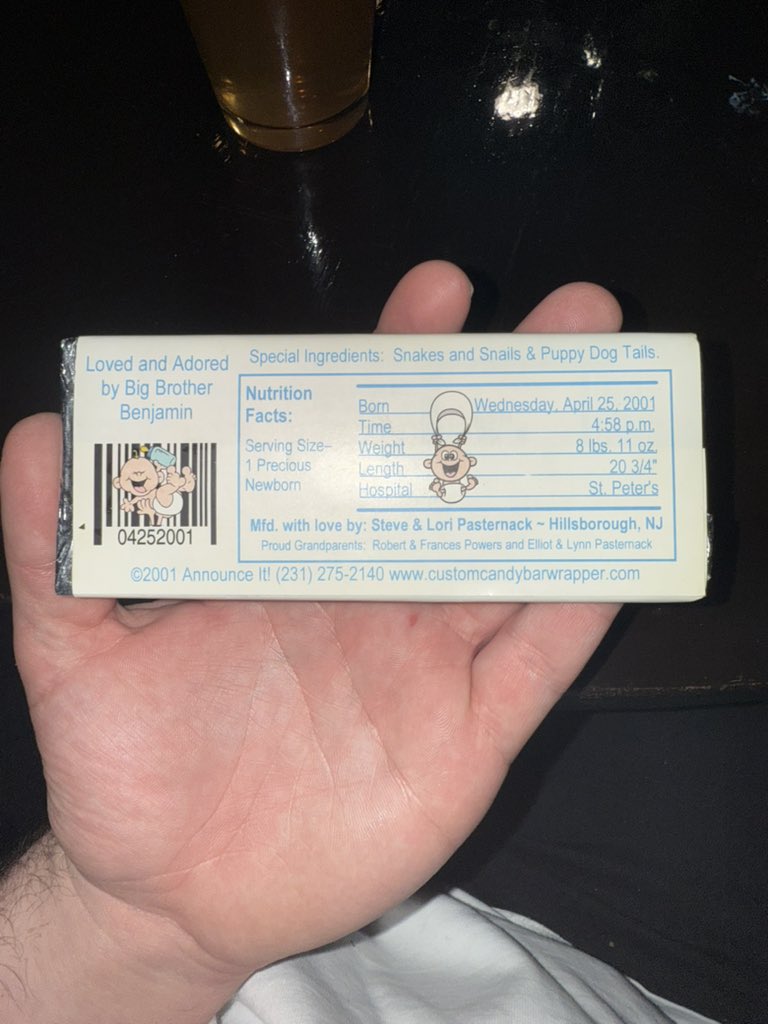 Loved and Adored
by Big Brother
Benjamin
04252001
Special Ingredients: Snakes and Snails & Puppy Dog Tails.
Nutrition
Facts:
Serving Size–
1 Precious
Newborn
Born Wednesday, April 25, 2001
Time 4:58 p.m.
Weight 8 lbs. 11 oz.
Length 20 3/4"
Hospital St. Peter's
Mfd. with love by: Steve & Lori Pasternack ~ Hillsborough, NJ
Proud Grandparents: Robert & Frances Powers and Elliot & Lynn Pasternack
©2001 Announce It! (231) 275-2140 www.customcandybarwrapper.com